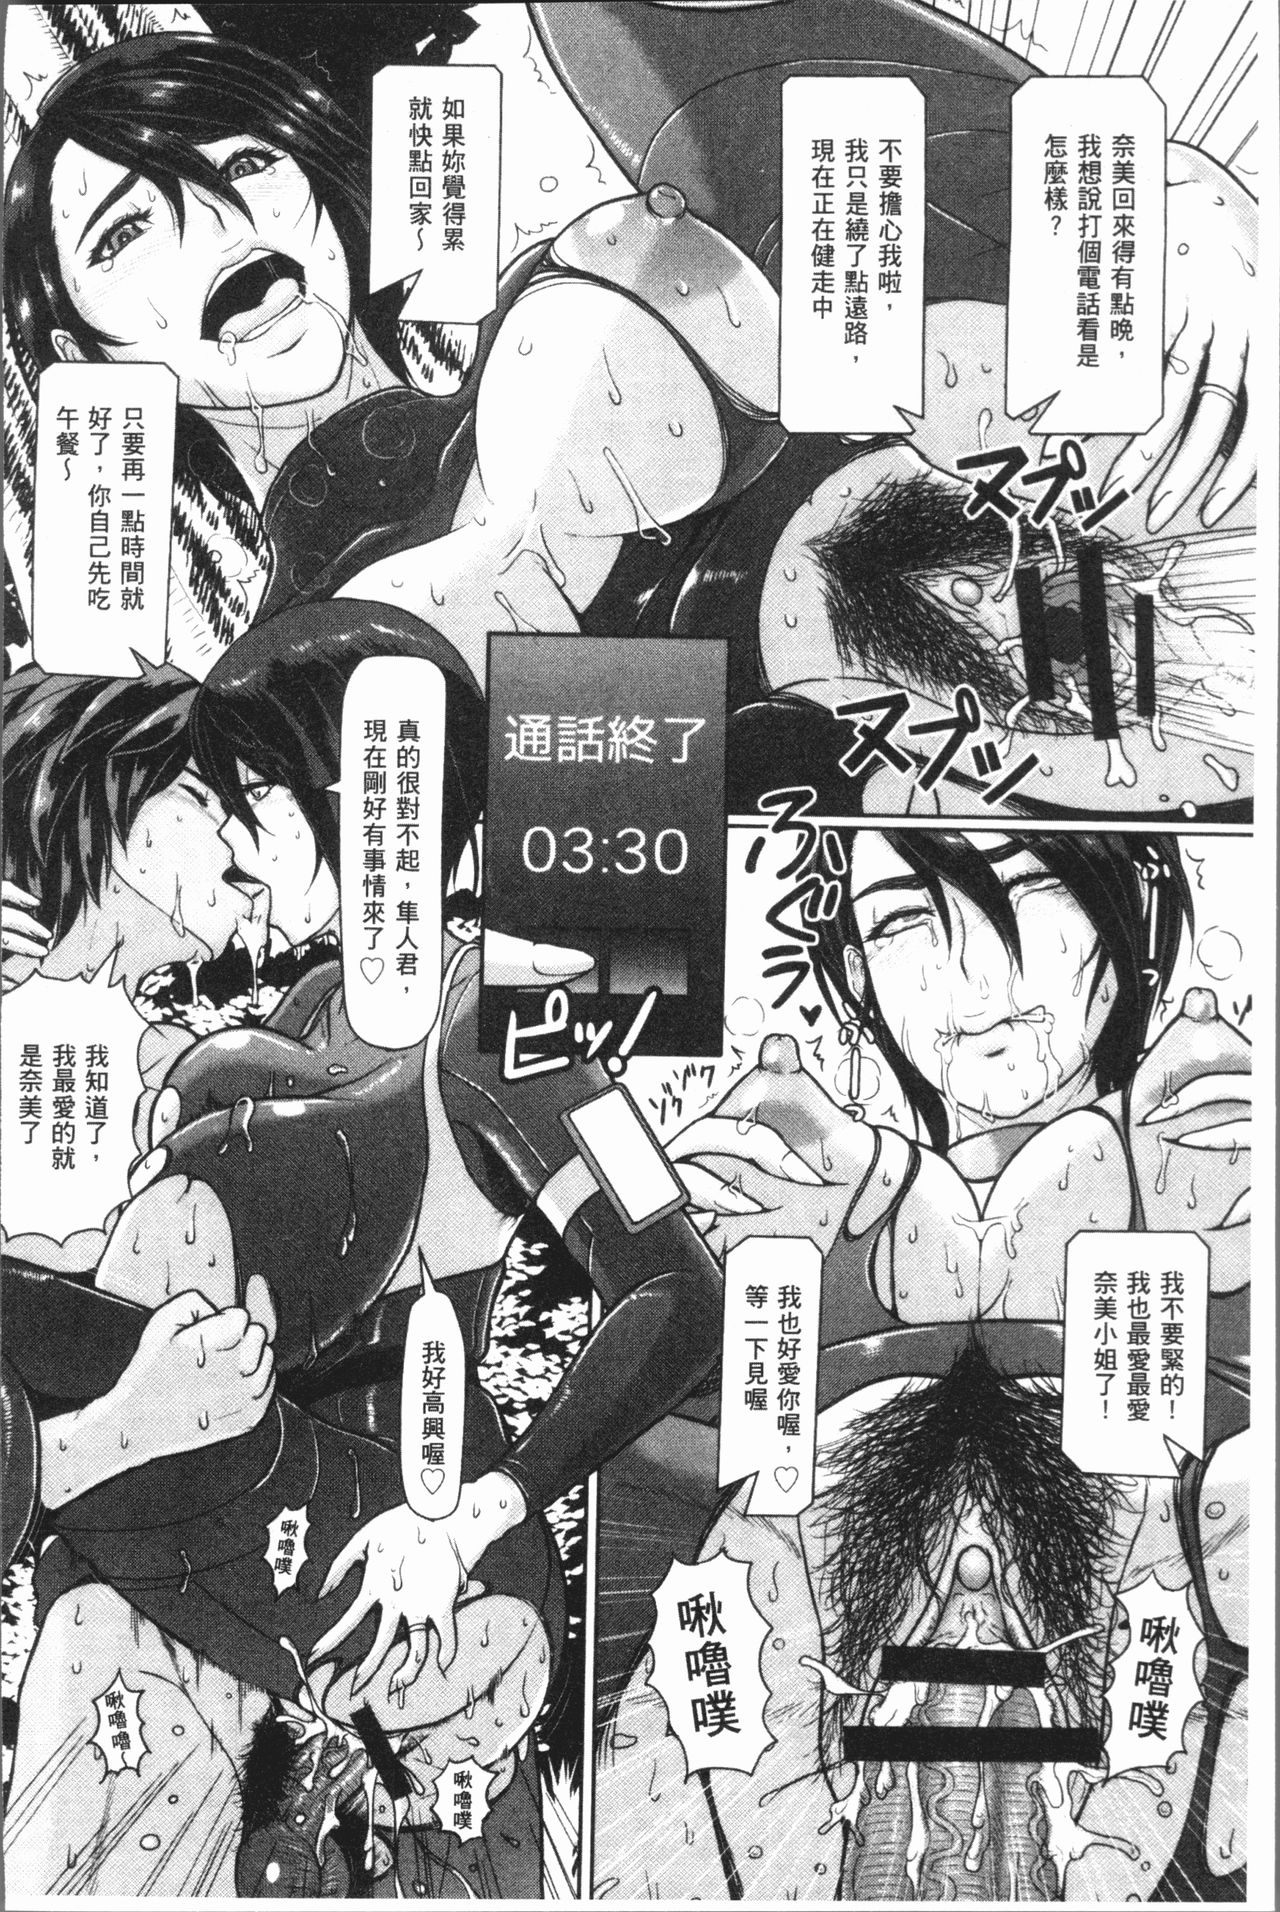 奈美回來得有點晚，
我想說打個電話看是
怎麼樣？
不要擔心我啦，
我只是繞了點遠路，
現在正在健走中
如果妳覺得累
就快點回家～
只要再一點時間就
好了，你自己先吃
午餐～
ヌプッ
ヌプッ
我不要緊的！
我也最愛最愛
奈美小姐了！
我也好愛你喔，♡
等一下見喔
ふぐぅ
ゾクゾク
啾嚕噗
啾嚕噗
通話終了
03:30
ピッ！
真的很對不起，隼人君，
現在剛好有事情來了♡
我知道了，
我最愛的就
是奈美了
我好高興喔♡
啾嚕噗
啾嚕嚕
啾嚕噗